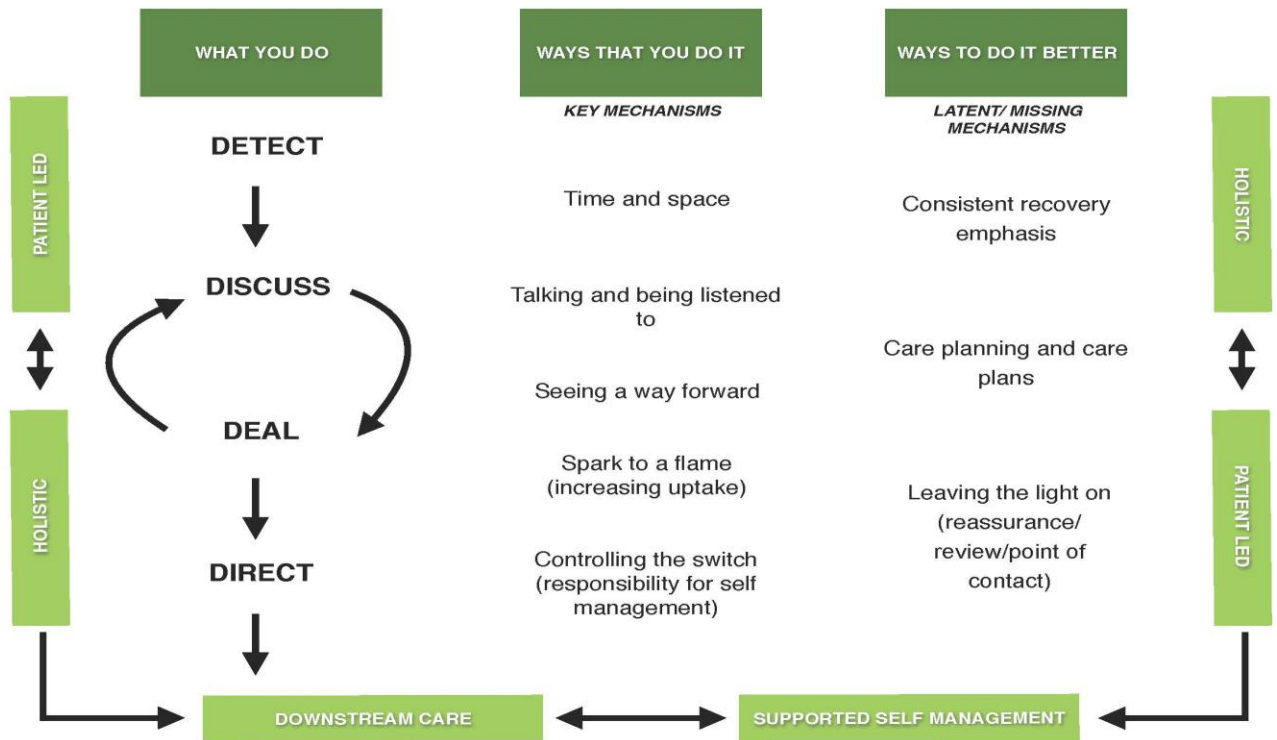 WHAT YOU DO
WAYS THAT YOU DO IT
WAYS TO DO IT BETTER
KEY MECHANISMS
LATENT/ MISSING
MECHANISMS
PATIENT LED
HOLISTIC
DETECT
DISCUSS
DEAL
DIRECT
Time and space
Talking and being listened
to
Seeing a way forward
Spark to a flame
(increasing uptake)
Controlling the switch
(responsibility for self
management)
Consistent recovery
emphasis
Care planning and care
plans
Leaving the light on
(reassurance/
review/point of
contact)
HOLISTIC
PATIENT LED
DOWNSTREAM CARE
SUPPORTED SELF MANAGEMENT